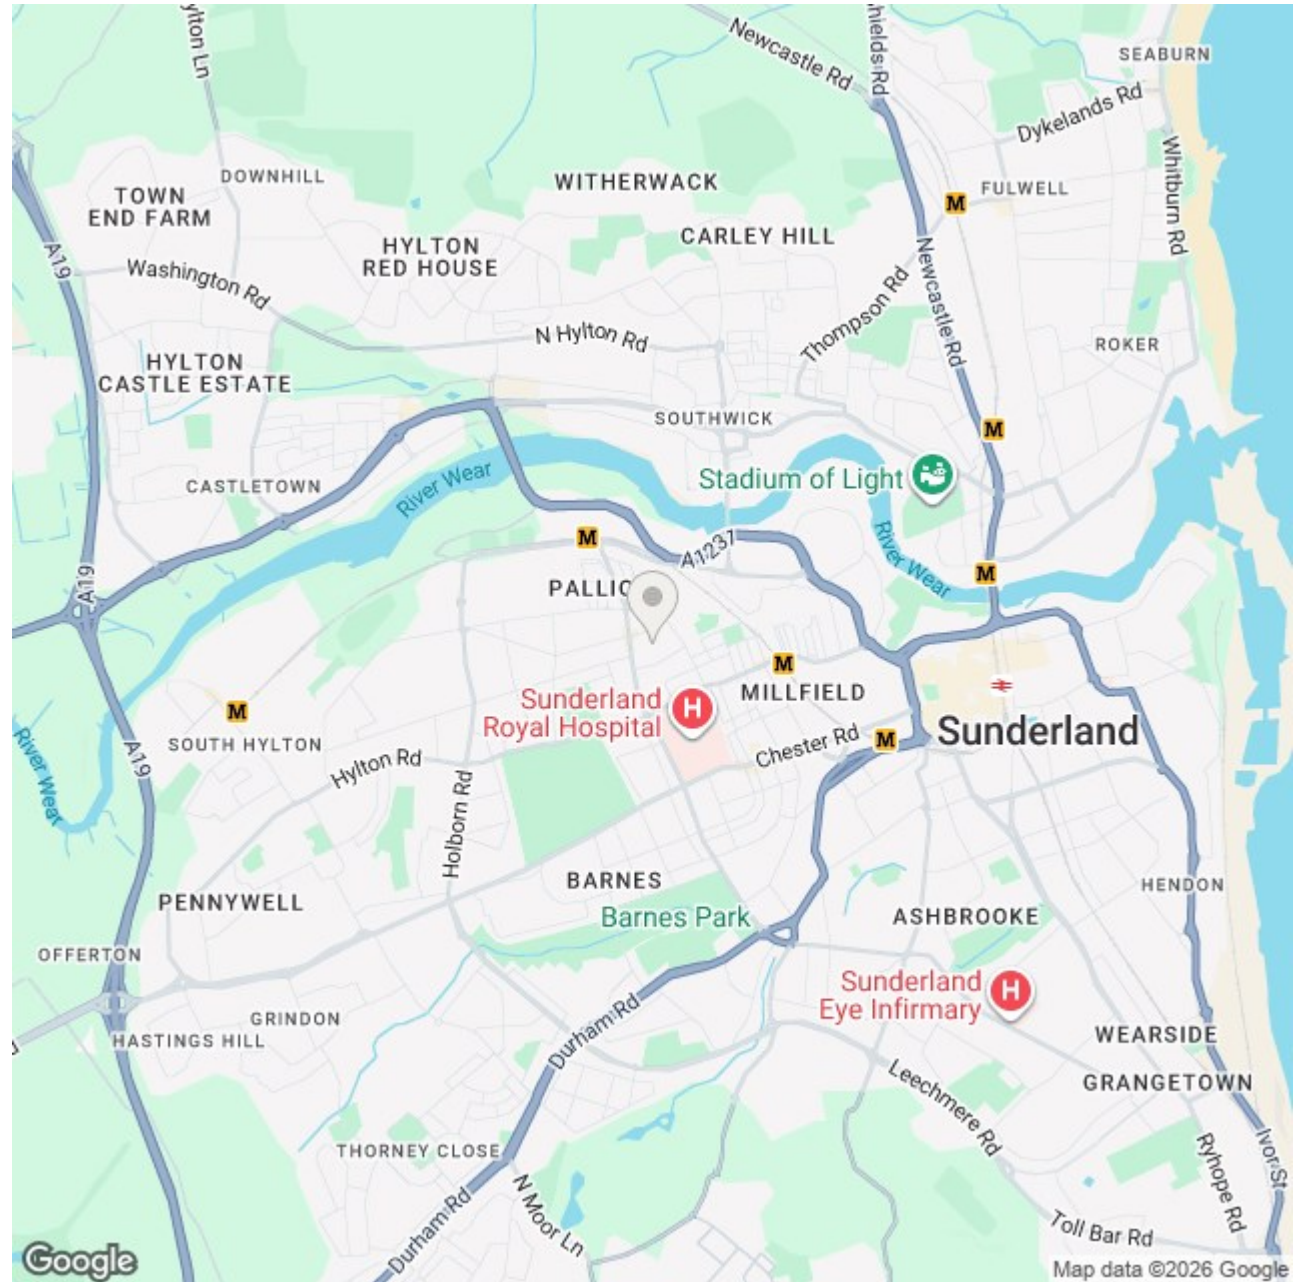 SEABURN
Newcastle Rd
Shields Rd
Dykelands Rd
Whitburn Rd
DOWNHILL
WITHERWACK
FULWELL
TOWN
END FARM
M
CARLEY HILL
HYLTON
RED HOUSE
A19
Washington Rd
Newcastle Rd
Thompson Rd
N Hylton Rd
ROKER
HYLTON
CASTLE ESTATE
SOUTHWICK
M
Stadium of Light
CASTLETOWN
River Wear
M
A1231
River Wear
M
A19
PALLIO
M
Sunderland
Royal Hospital
H
MILLFIELD
M
SOUTH HYLTON
Hylton Rd
Chester Rd
M
Sunderland
River Wear
A19
Holborn Rd
BARNES
HENDON
PENNYWELL
Barnes Park
ASHBROOKE
OFFERTON
Sunderland
Eye Infirmary
H
GRINDON
HASTINGS HILL
Durham Rd
WEARSIDE
GRANGETOWN
Leechmere Rd
THORNEY CLOSE
Ivor St
Ryhope Rd
N Moor Ln
Durham Rd
Toll Bar Rd
Google
Map data ©2026 Google